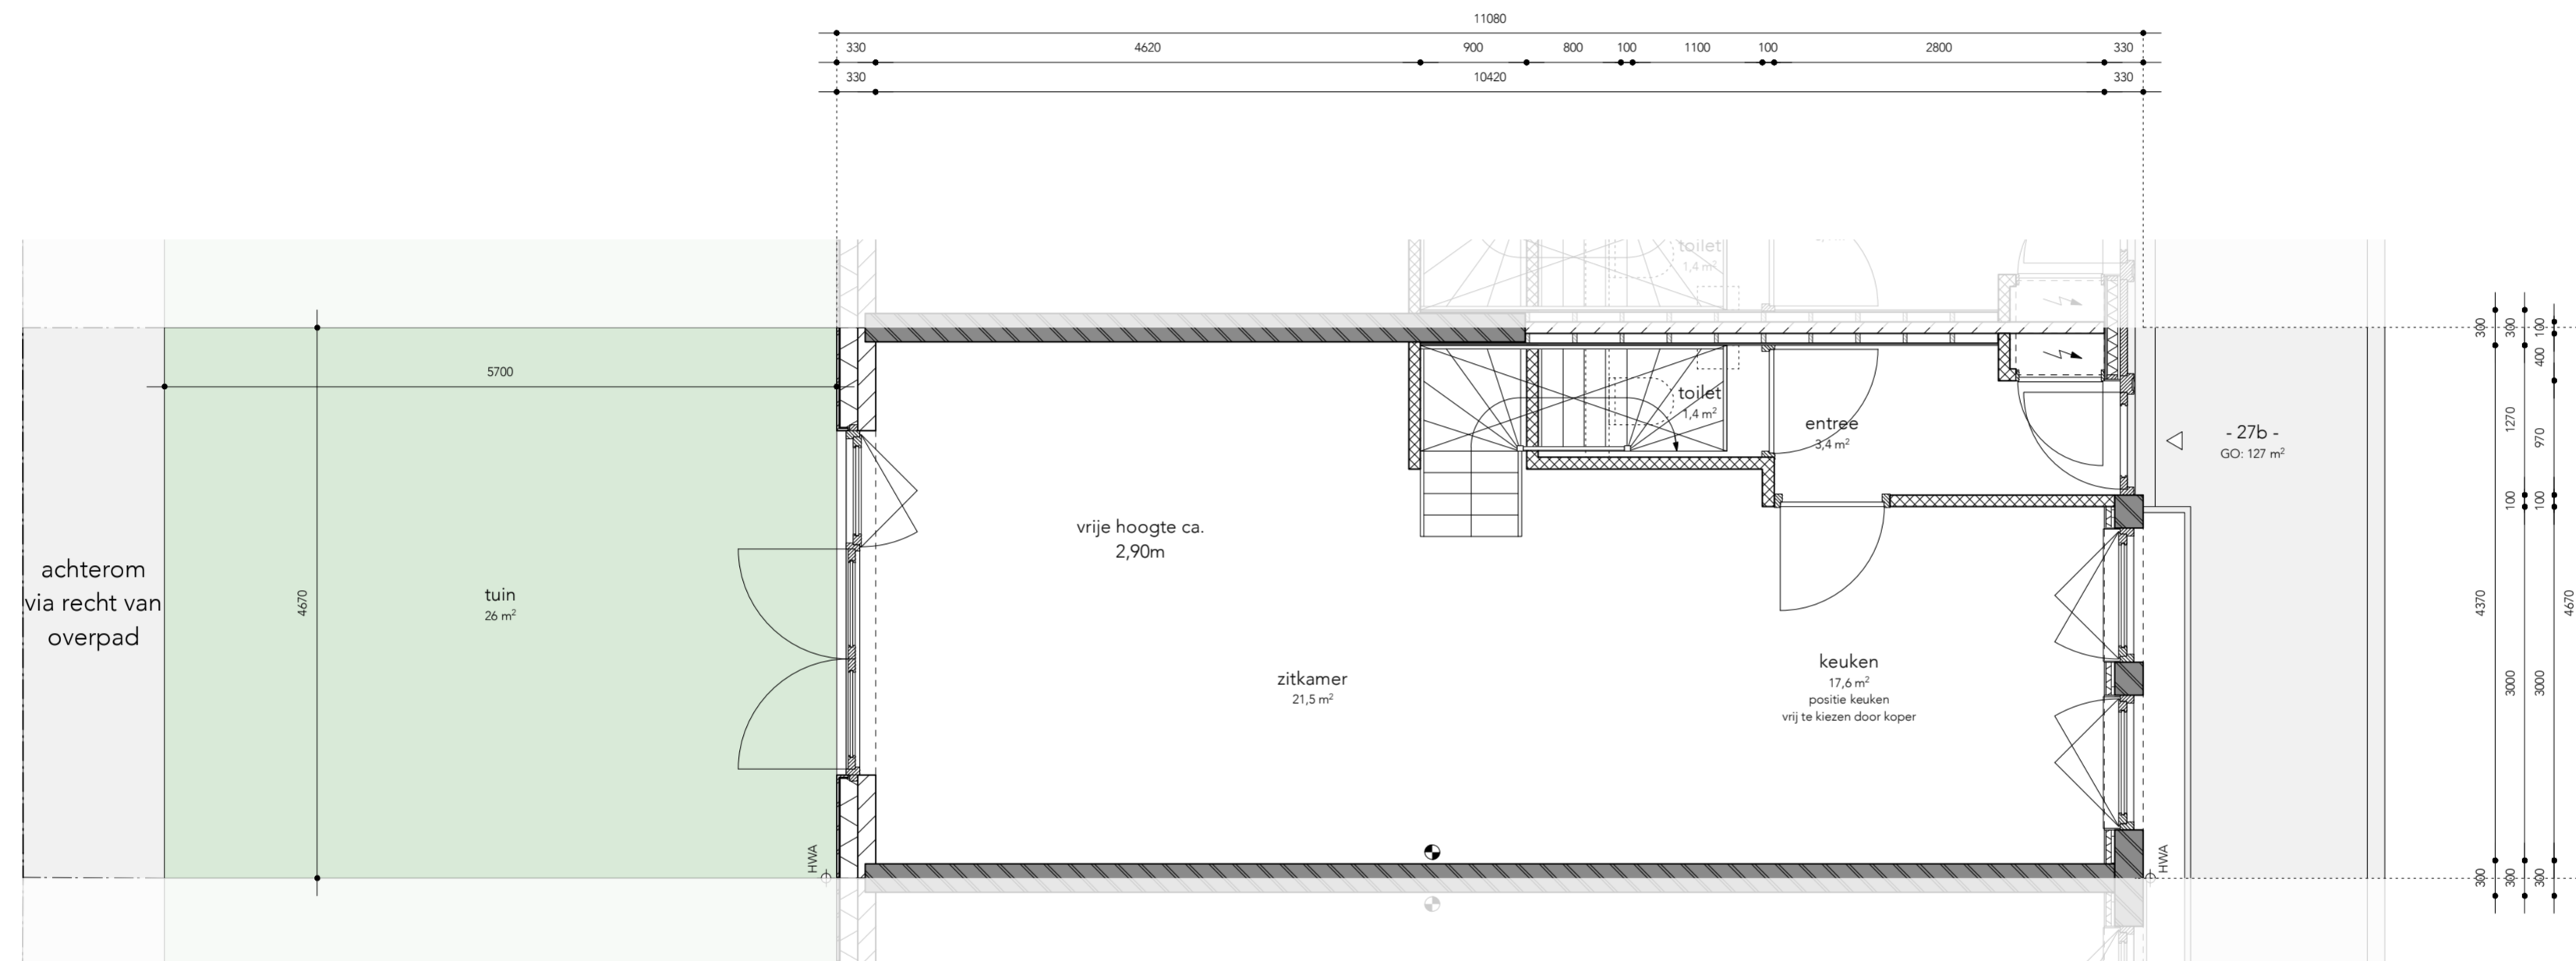 11080
330 4620 900 800 100 1100 100 2800 330
330 10420 330
toilet
1,4 m²
300 300 100
400
5700
toilet
1,4 m²
entree
3,4 m²
- 27b -
GO: 127 m²
1270 970
vrije hoogte ca.
2,90m
100 100
achterom
via recht van
overpad
tuin
26 m²
4670
4370 4670
zitkamer
21,5 m²
keuken
17,6 m²
positie keuken
vrij te kiezen door koper
3000 3000
HWA
HWA
300 300 300